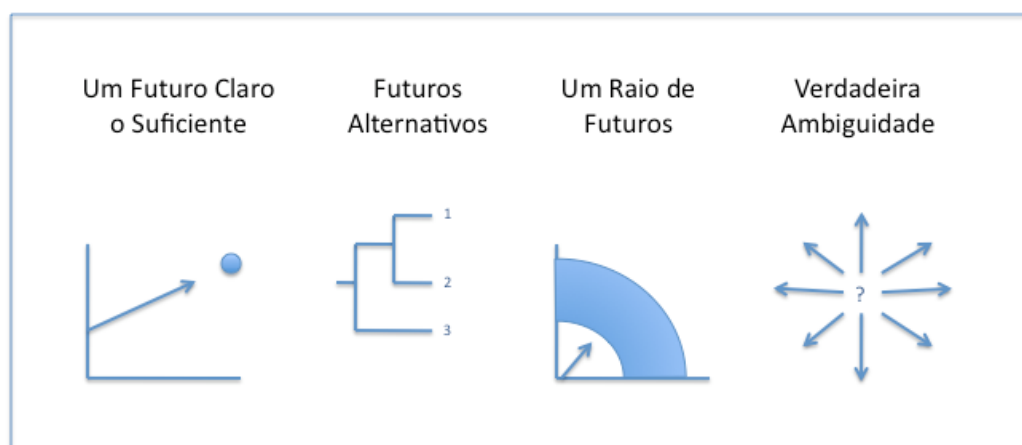 Um Futuro Claro
o Suficiente
Futuros
Alternativos
Um Raio de
Futuros
Verdadeira
Ambiguidade
1
2
3
?